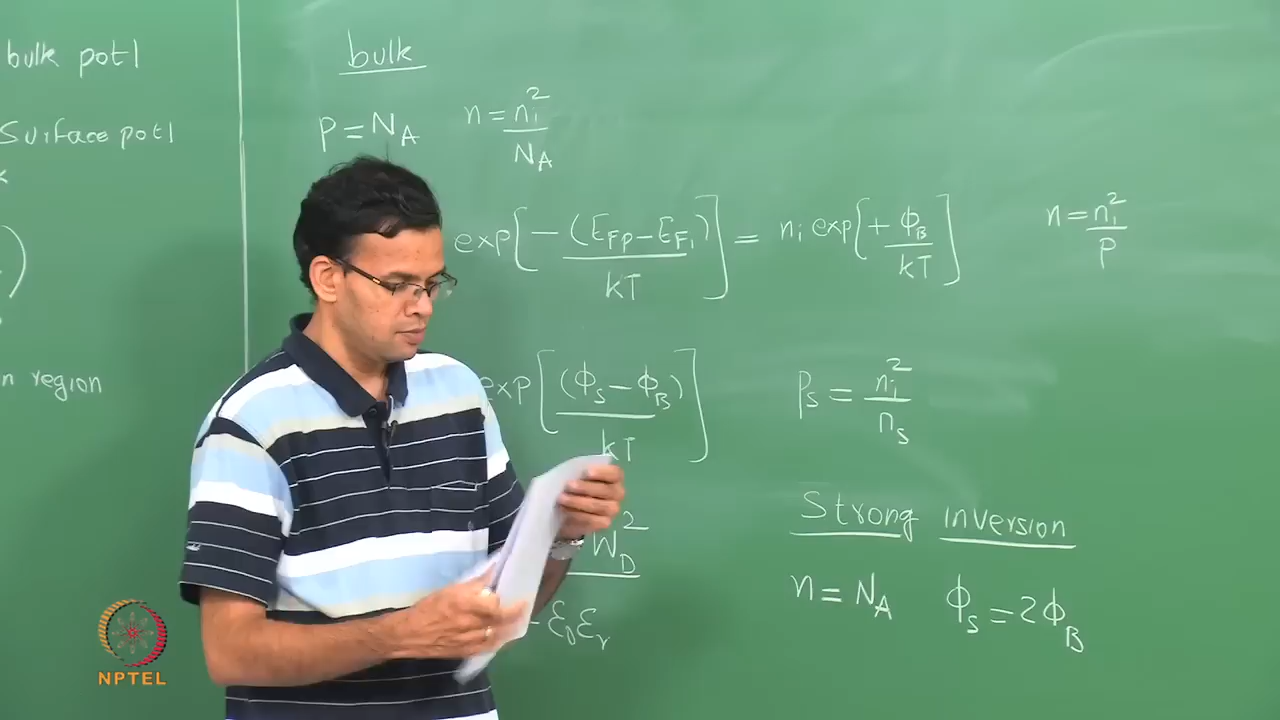 bulk potl
Surface potl
n region
bulk
p = N_A n = n_i^2 / N_A
exp[ -(E_Fp - E_Fi) / kT ] = n_i exp[ + ϕ_B / kT ] n = n_i^2 / p
exp[ (ϕ_s - ϕ_B) / kT ] p_s = n_i^2 / n_s
W_D^2
ε_0 ε_r
Strong inversion
n = N_A ϕ_s = 2ϕ_B
NPTEL